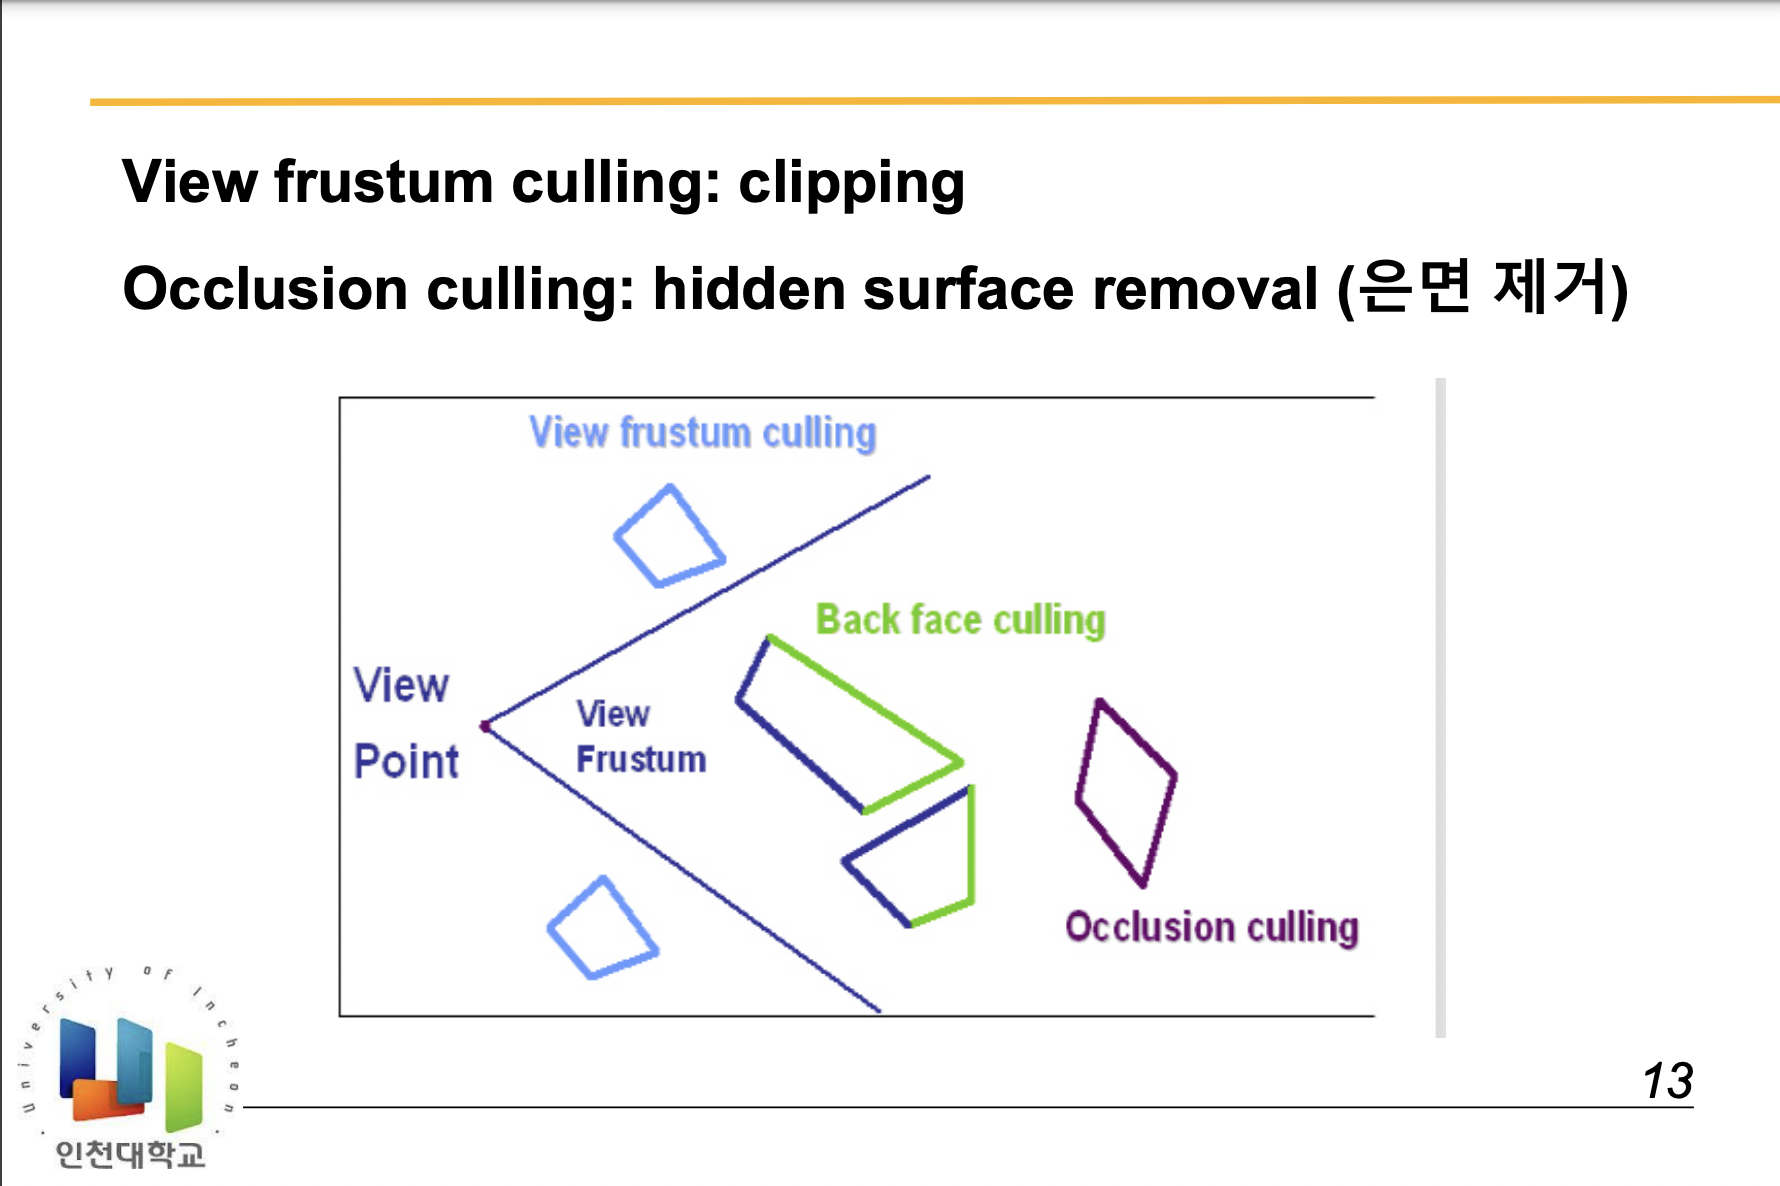 View frustum culling: clipping
Occlusion culling: hidden surface removal (은면 제거)
View frustum culling
Back face culling
View
Point
View
Frustum
Occlusion culling
University of Incheon
인천대학교
13